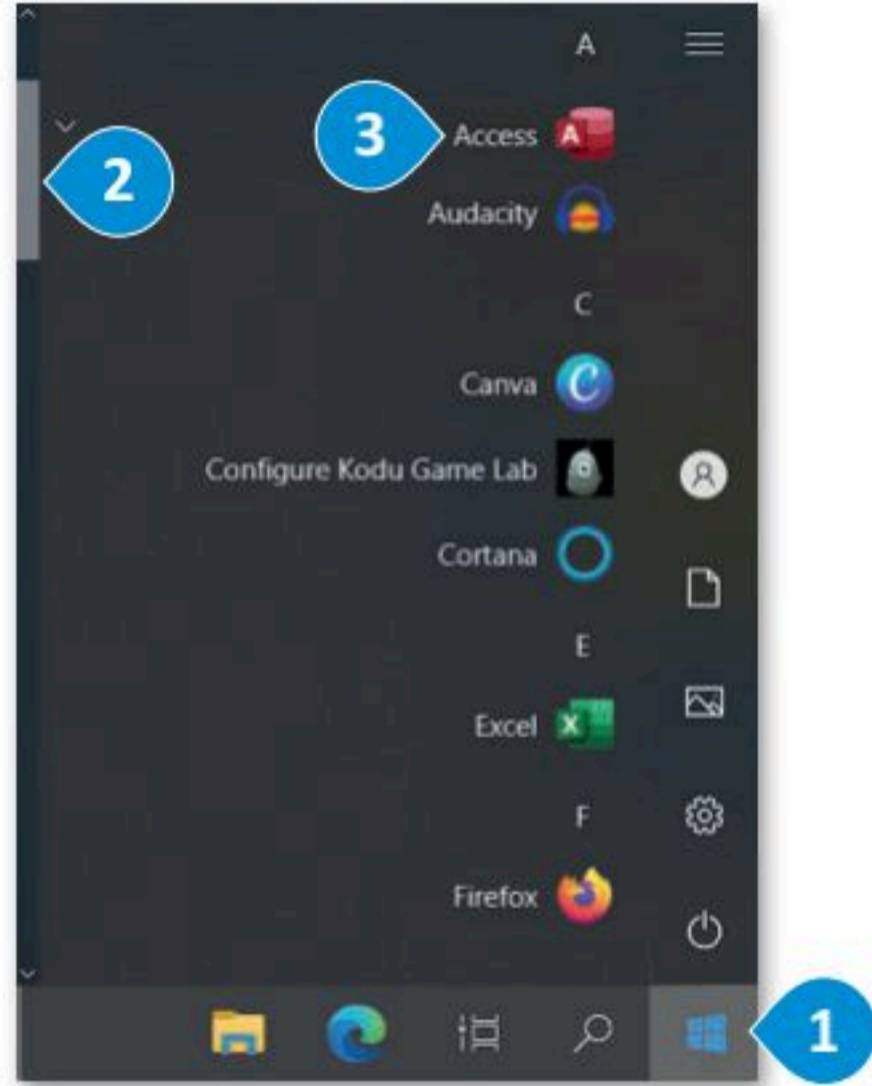 A
3
Access
2
Audacity
C
Canva
Configure Kodu Game Lab
Cortana
E
Excel
F
Firefox
1